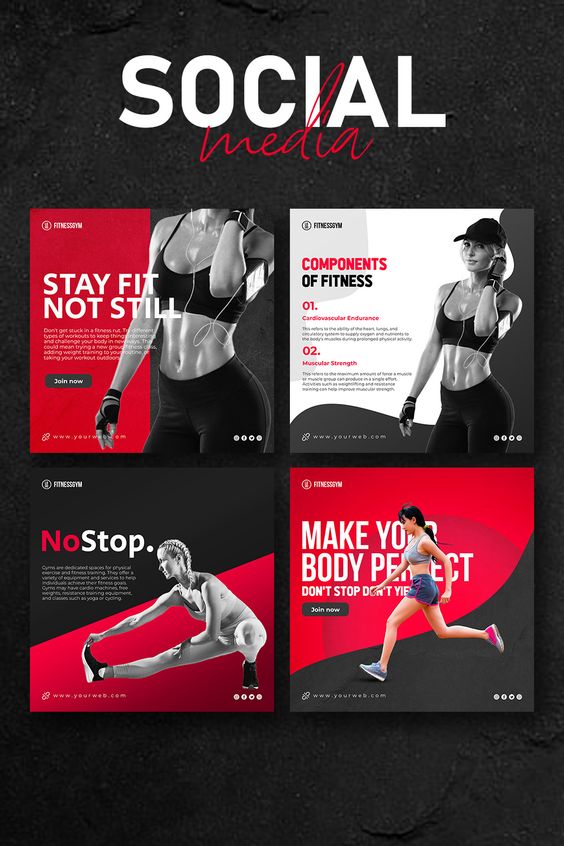 SOCIAL
media
FITNESSGYM
STAY FIT
NOT STILL
Don't get stuck in a fitness rut. Try different
types of workouts to keep things interesting
and challenge your body in new ways. This
could mean trying a new group fitness class,
adding weight training to your routine, or
taking your workout outdoors.
Join now
www.yourweb.com
FITNESSGYM
COMPONENTS
OF FITNESS
01.
Cardiovascular Endurance
This refers to the ability of the heart, lungs, and
circulatory system to supply oxygen and nutrients to
the body's muscles during prolonged physical activity.
02.
Muscular Strength
This refers to the maximum amount of force a muscle
or muscle group can produce in a single effort.
Activities such as weightlifting and resistance
training can help improve muscular strength.
www.yourweb.com
FITNESSGYM
NoStop.
Gyms are dedicated spaces for physical
exercise and fitness training. They offer a
variety of equipment and services to help
individuals achieve their fitness goals.
Gyms may have cardio machines, free
weights, resistance training equipment,
and classes such as yoga or cycling.
www.yourweb.com
FITNESSGYM
MAKE YOUR
BODY PERFECT
DON'T STOP DON'T YIELD
Join now
www.yourweb.com